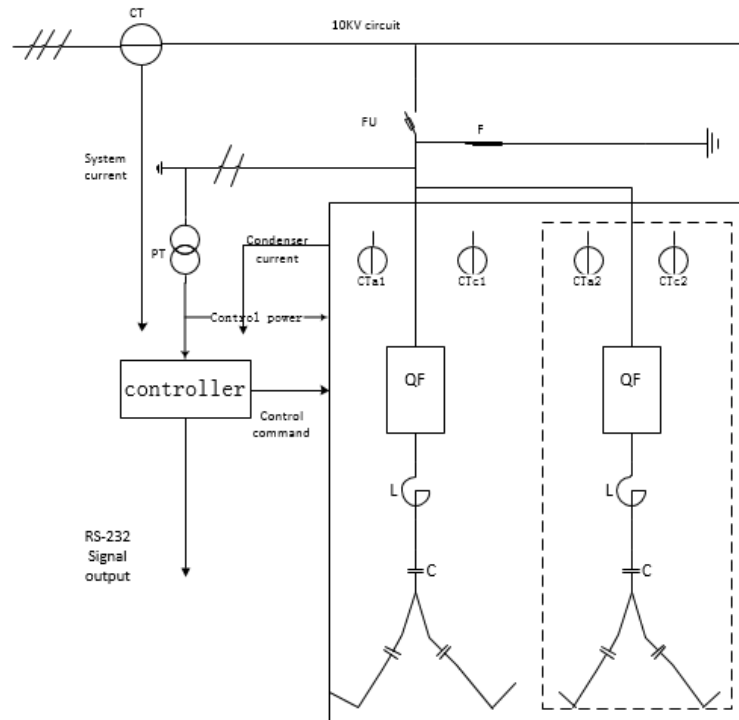 CT
10KV circuit
FU
F
System
current
PT
Condenser
current
CTa1
CTc1
CTa2
CTc2
Control power
controller
QF
QF
Control
command
L
L
RS-232
Signal
output
C
C